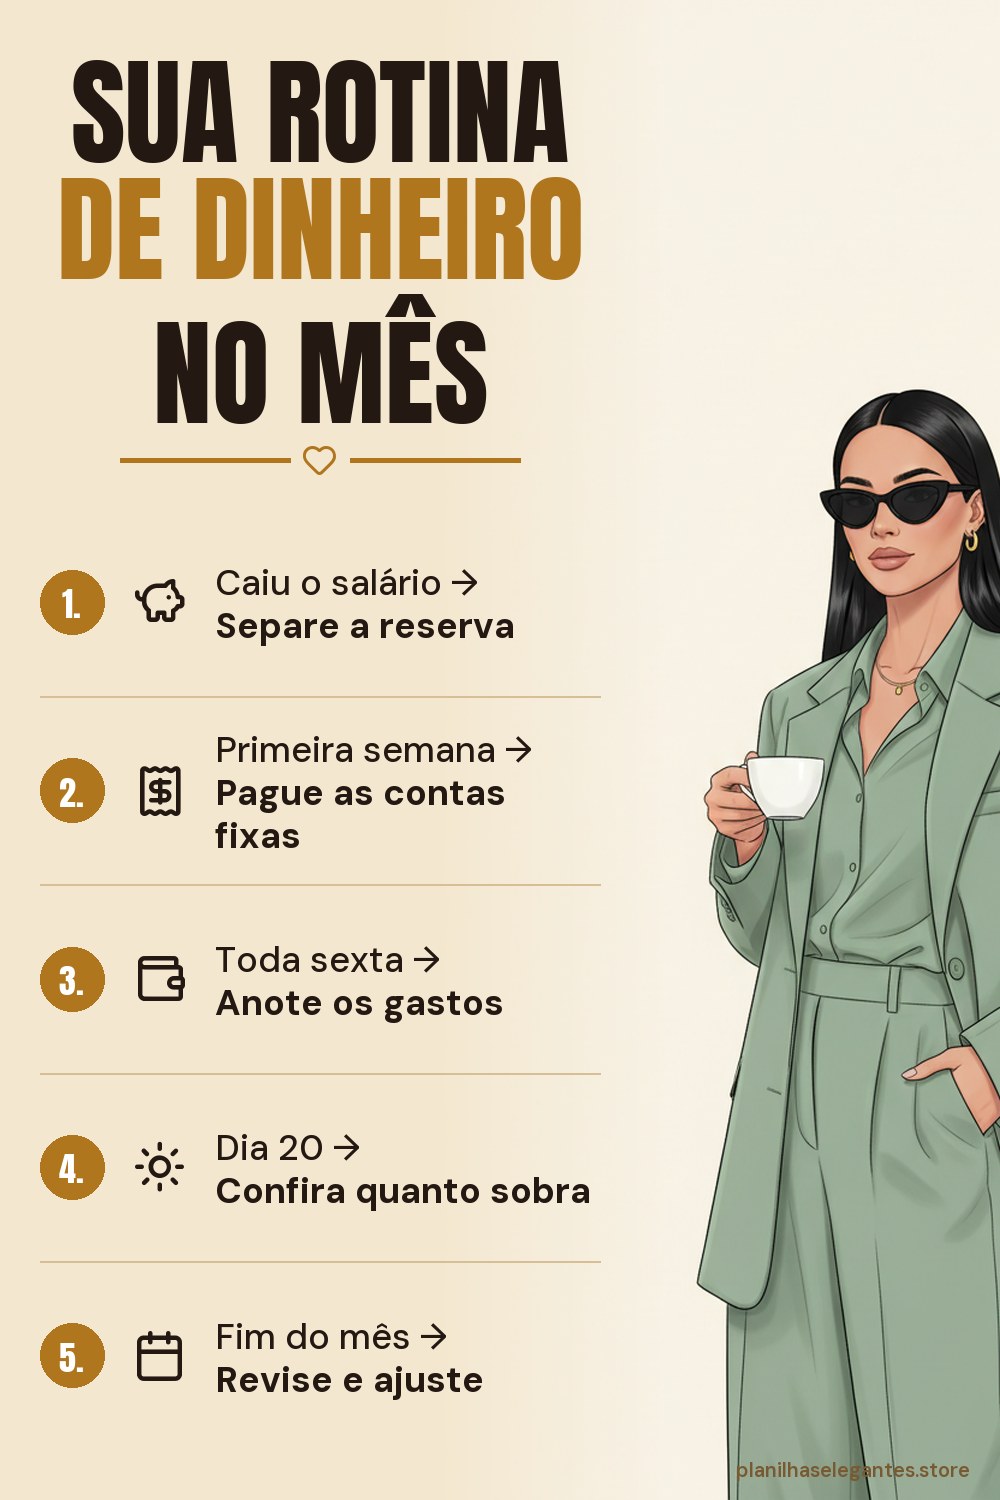 SUA ROTINA
DE DINHEIRO
NO MÊS
1.
Caiu o salário →
Separe a reserva
2.
Primeira semana →
Pague as contas
fixas
3.
Toda sexta →
Anote os gastos
4.
Dia 20 →
Confira quanto sobra
5.
Fim do mês →
Revise e ajuste
planilhaselegantes.store